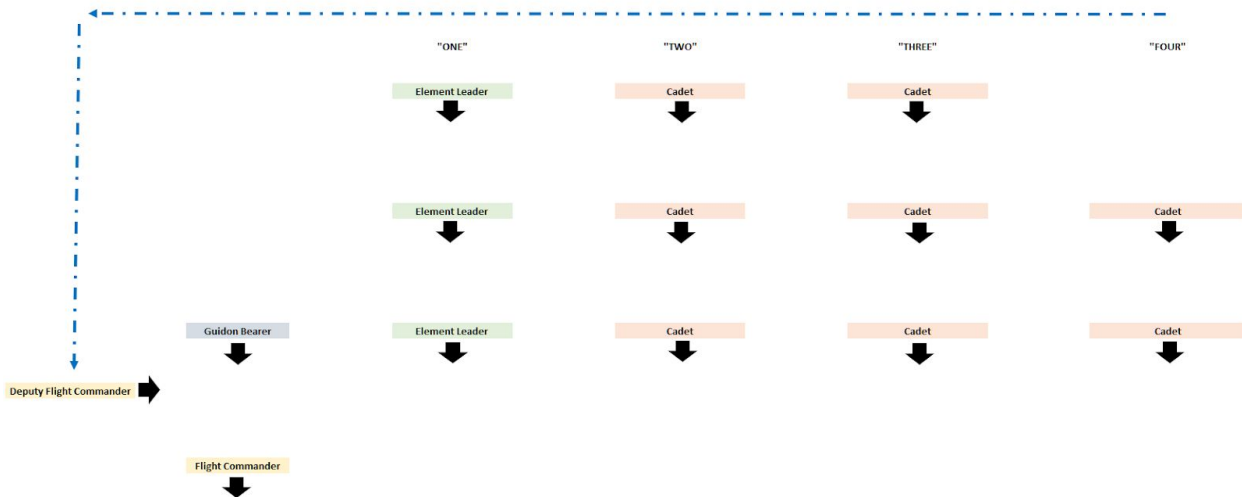 "ONE" "TWO" "THREE" "FOUR"
Element Leader Cadet Cadet
Element Leader Cadet Cadet Cadet
Guidon Bearer Element Leader Cadet Cadet Cadet
Deputy Flight Commander
Flight Commander